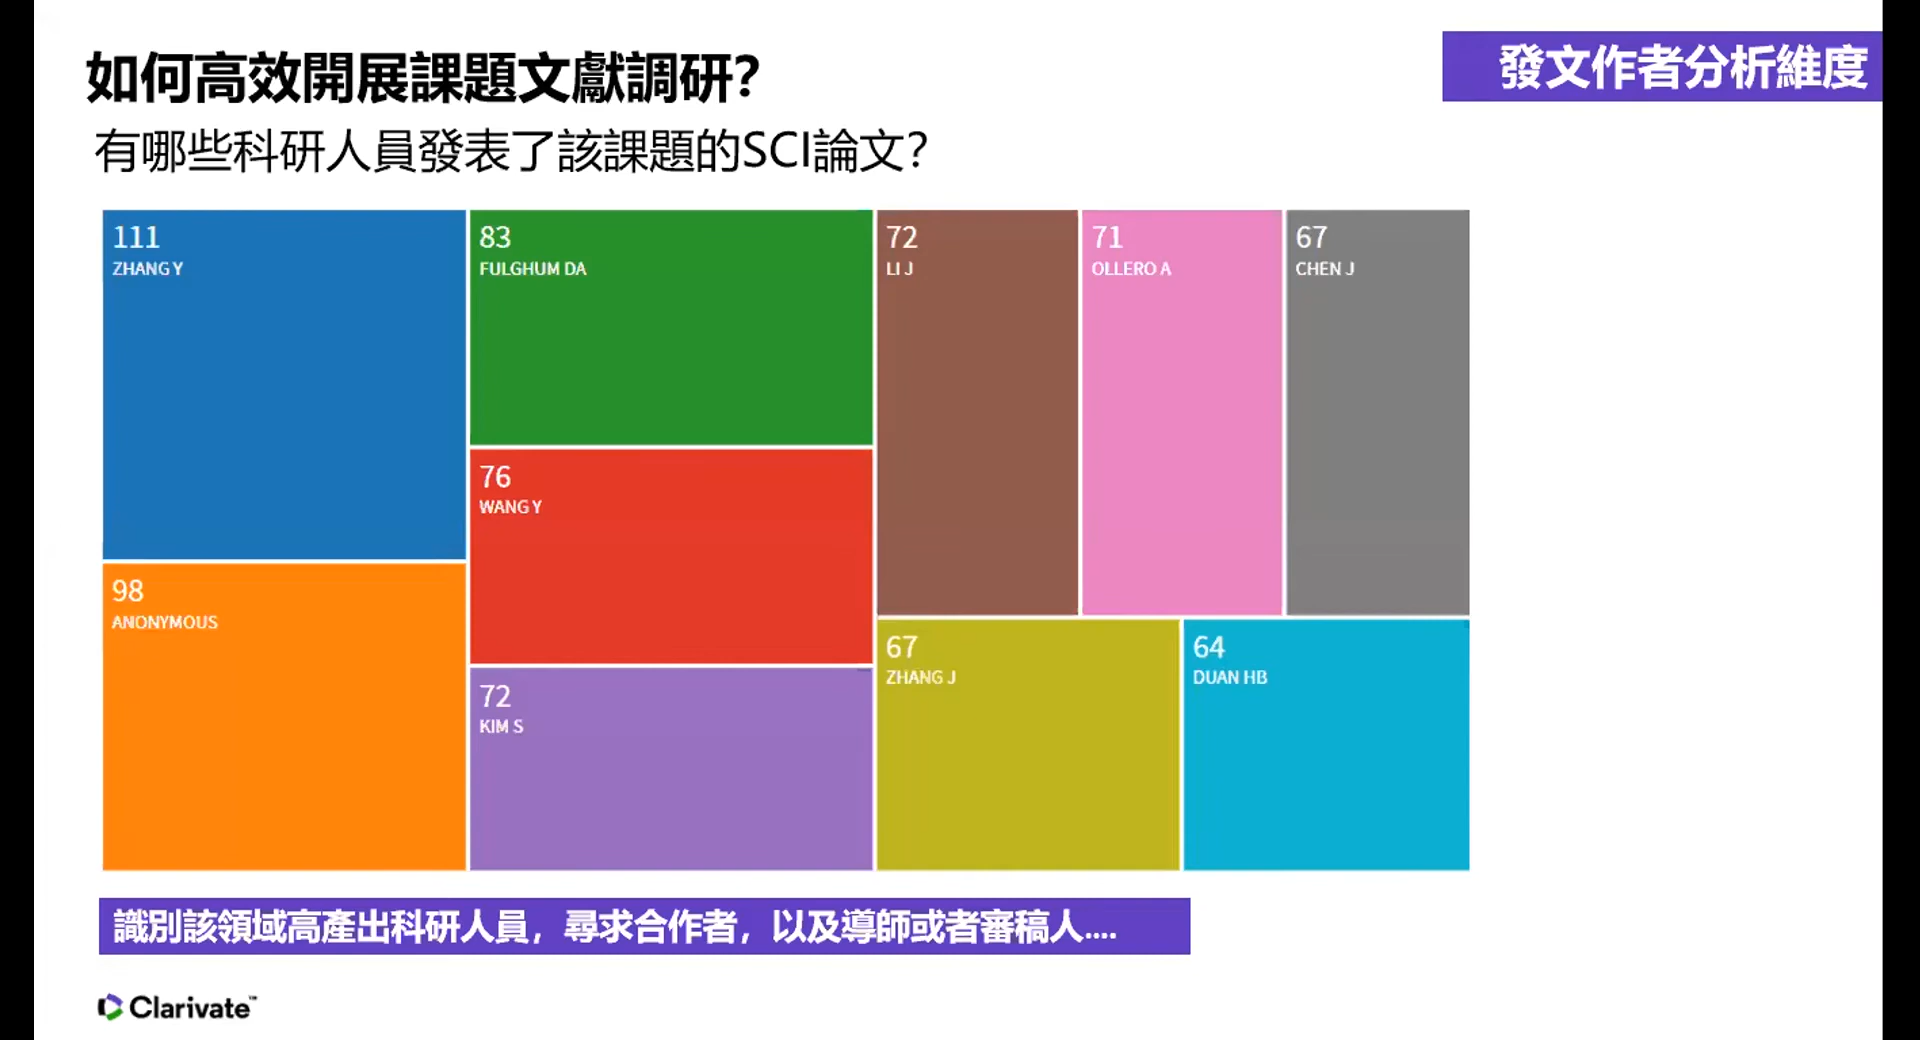 如何高效開展課題文獻調研?
發文作者分析維度
有哪些科研人員發表了該課題的SCI論文?
111
ZHANG Y
83
FULGHUM DA
72
LI J
71
OLLERO A
67
CHEN J
76
WANG Y
98
ANONYMOUS
72
KIM S
67
ZHANG J
64
DUAN HB
識別該領域高產出科研人員，尋求合作者，以及導師或者審稿人....
Clarivate™